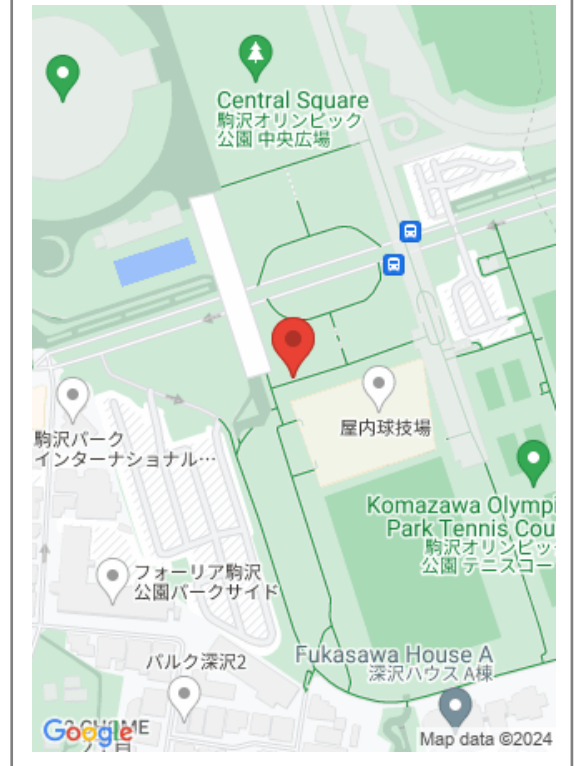 Central Square
駒沢オリンピック
公園 中央広場
屋内球技場
駒沢パーク
インターナショナル…
Komazawa Olympi
Park Tennis Cou
駒沢オリンピッ
公園 テニスコー
フォーリア駒沢
公園パークサイド
パルク深沢2
Fukasawa House A
深沢ハウス A棟
CHOME
丁目
Google
Map data ©2024